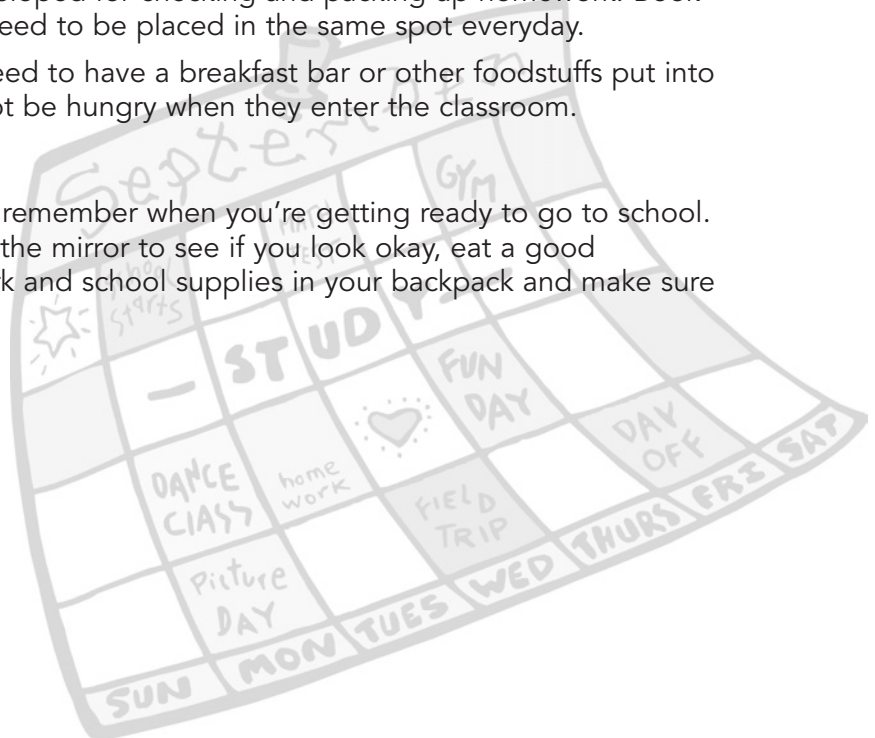 for checking and packing up homework.
eed to be placed in the same spot everyday.
eed to have a breakfast bar or other foodstuffs put into
ot be hungry when they enter the classroom.
September
remember when you're getting ready to go to school.
the mirror to see if you look okay, eat a good
rk and school supplies in your backpack and make sure
GYM
MATH
TEST
school
starts
— STUDY —
FUN
DAY
DANCE
CLASS
home
work
FIELD
TRIP
DAY
OFF
Picture
DAY
SUN MON TUES WED THURS FRI SAT